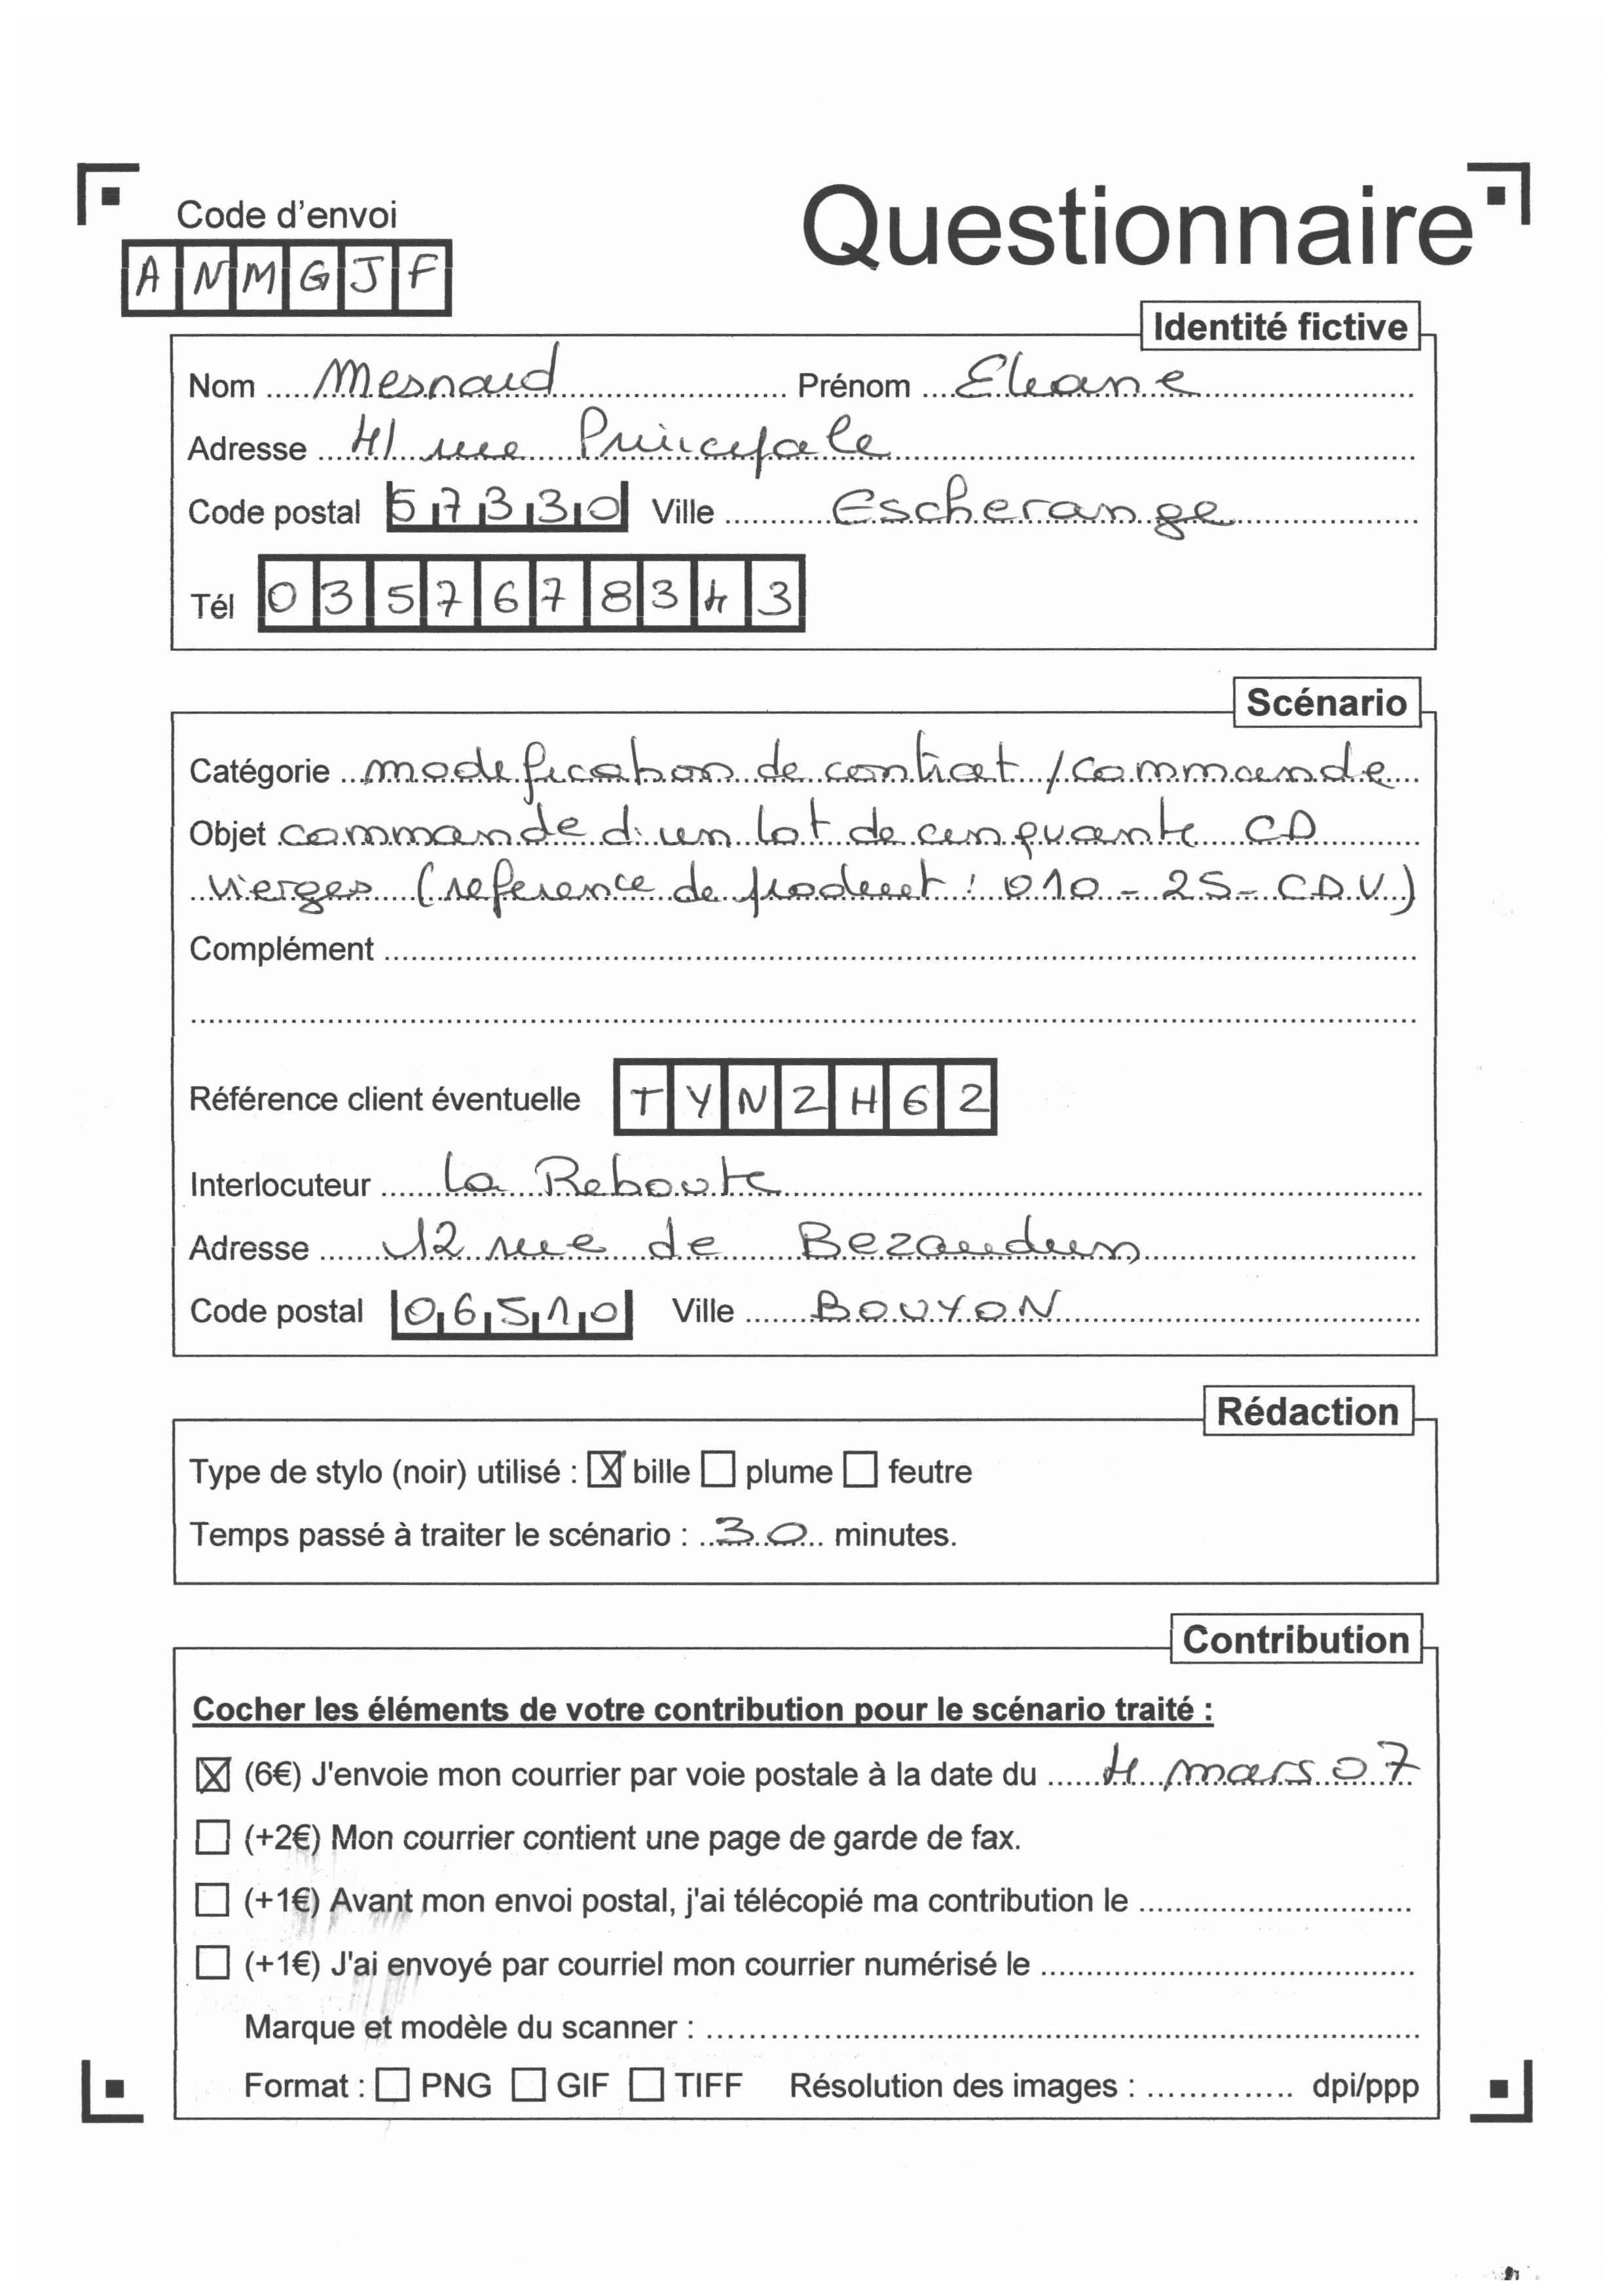 Code d'envoi
Questionnaire
A N M G J F
Identité fictive
Nom Mesnard Prénom Eliane
Adresse 41 rue Principale
Code postal 57330 Ville Escherange
Tél 0357678343
Scénario
Catégorie modification de contrat / commande
Objet commande d'un lot de cinquante CD
vierges (reference de produit : 010-25-CDV)
Complément
Référence client éventuelle T Y N Z H 6 2
Interlocuteur La Reboute
Adresse 12 rue de Bezaudun
Code postal 06510 Ville BOUYON
Rédaction
Type de stylo (noir) utilisé : ☒ bille ☐ plume ☐ feutre
Temps passé à traiter le scénario : 30 minutes.
Contribution
Cocher les éléments de votre contribution pour le scénario traité :
☒ (6€) J'envoie mon courrier par voie postale à la date du 4 mars 07
☐ (+2€) Mon courrier contient une page de garde de fax.
☐ (+1€) Avant mon envoi postal, j'ai télécopié ma contribution le
☐ (+1€) J'ai envoyé par courriel mon courrier numérisé le
Marque et modèle du scanner :
Format : ☐ PNG ☐ GIF ☐ TIFF Résolution des images : dpi/ppp